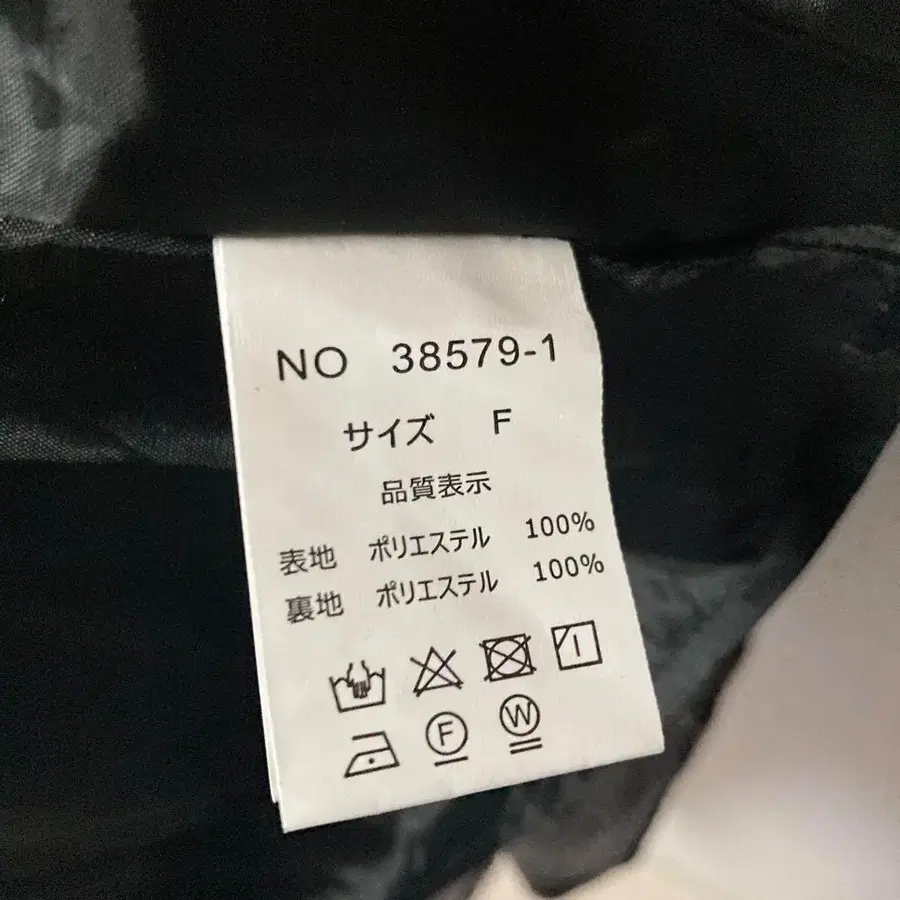 NO 38579-1
サイズ F
品質表示
表地 ポリエステル 100%
裏地 ポリエステル 100%
F W